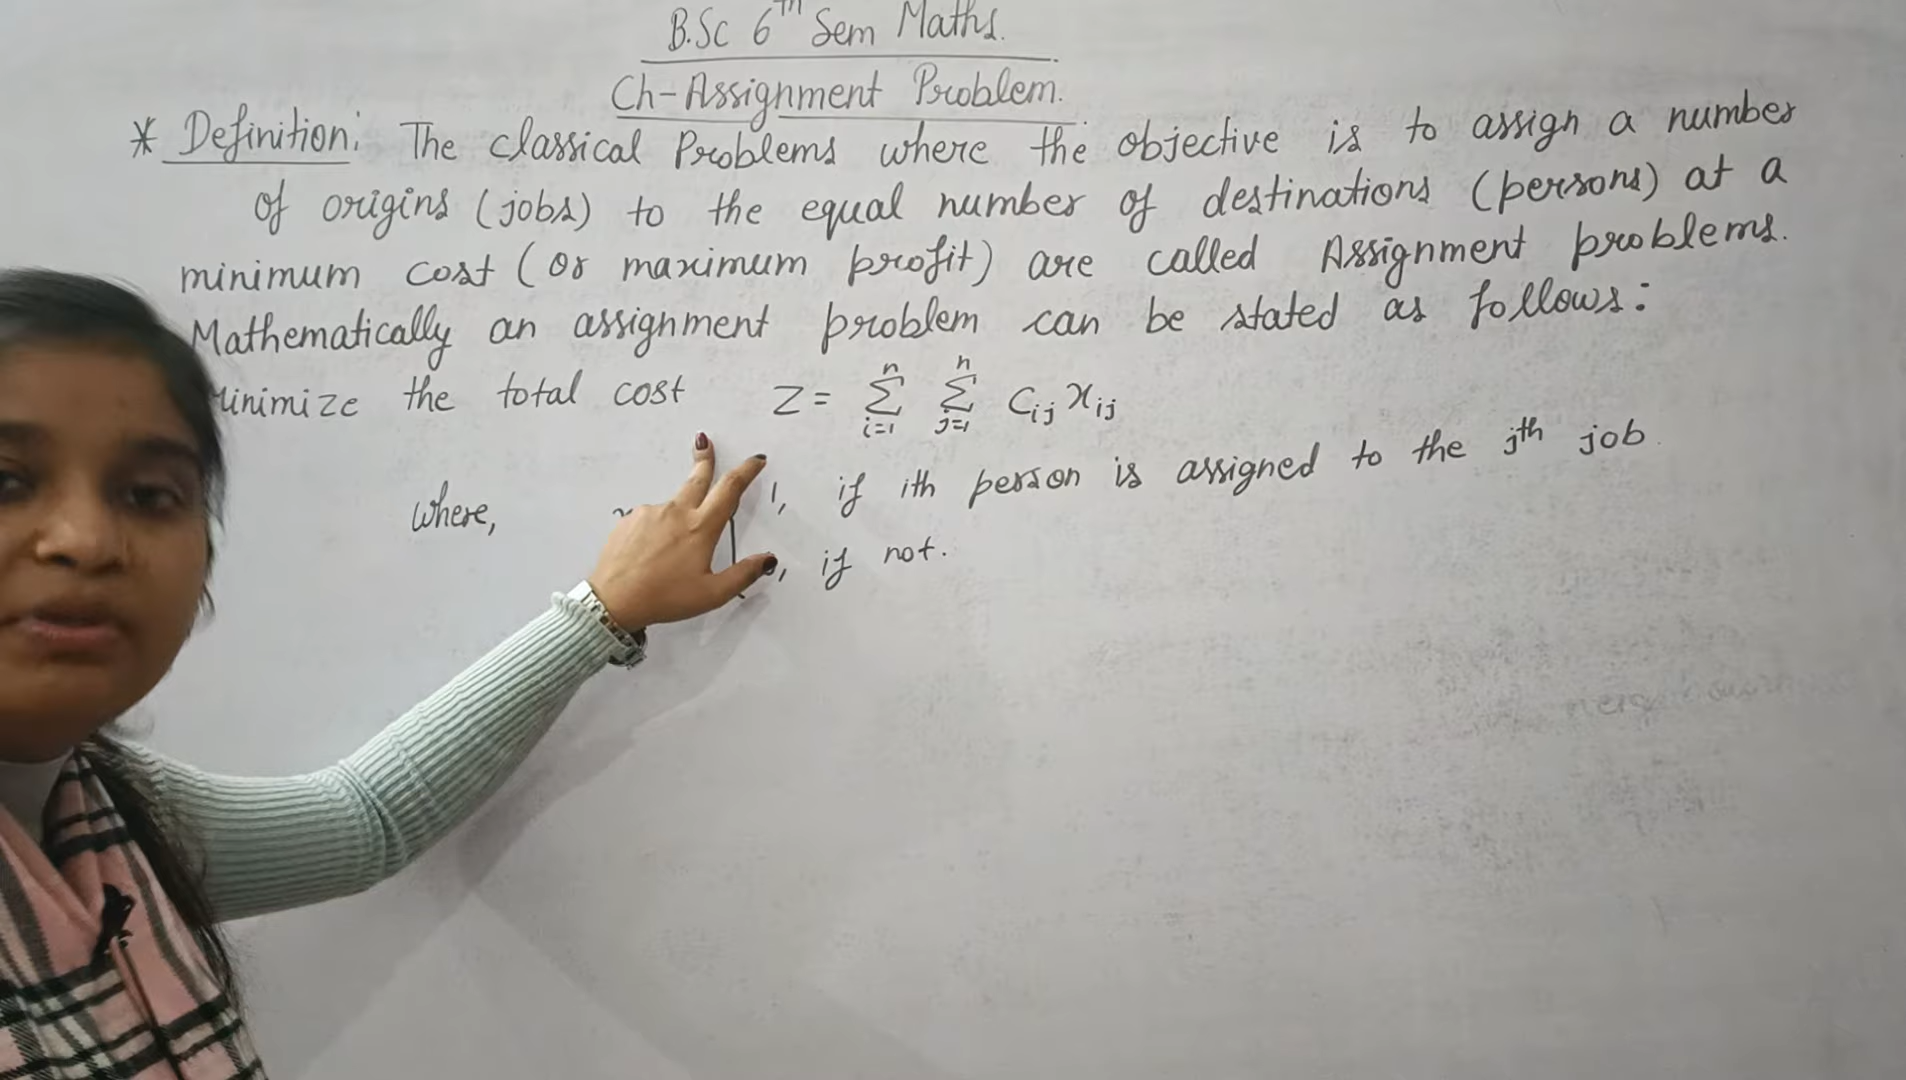 B.Sc 6th Sem Maths.
Ch-Assignment Problem.
* Definition: The classical Problems where the objective is to assign a number
of origins (jobs) to the equal number of destinations (persons) at a
minimum cost (or maximum profit) are called Assignment problems.
Mathematically an assignment problem can be stated as follows:
Minimize the total cost Z = n∑i=1 n∑j=1 Cij xij
where, 1, if ith person is assigned to the jth job.
0, if not.